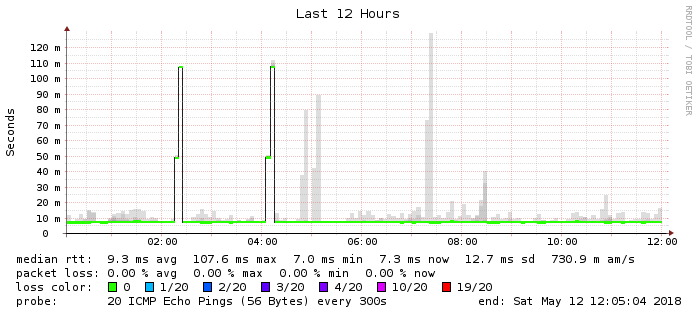 Last 12 Hours
RRDTOOL / TOBI OETIKER
Seconds
120 m
110 m
100 m
90 m
80 m
70 m
60 m
50 m
40 m
30 m
20 m
10 m
0
02:00 04:00 06:00 08:00 10:00 12:00
median rtt: 9.3 ms avg 107.6 ms max 7.0 ms min 7.3 ms now 12.7 ms sd 730.9 m am/s
packet loss: 0.00 % avg 0.00 % max 0.00 % min 0.00 % now
loss color: 0 1/20 2/20 3/20 4/20 10/20 19/20
probe: 20 ICMP Echo Pings (56 Bytes) every 300s end: Sat May 12 12:05:04 2018